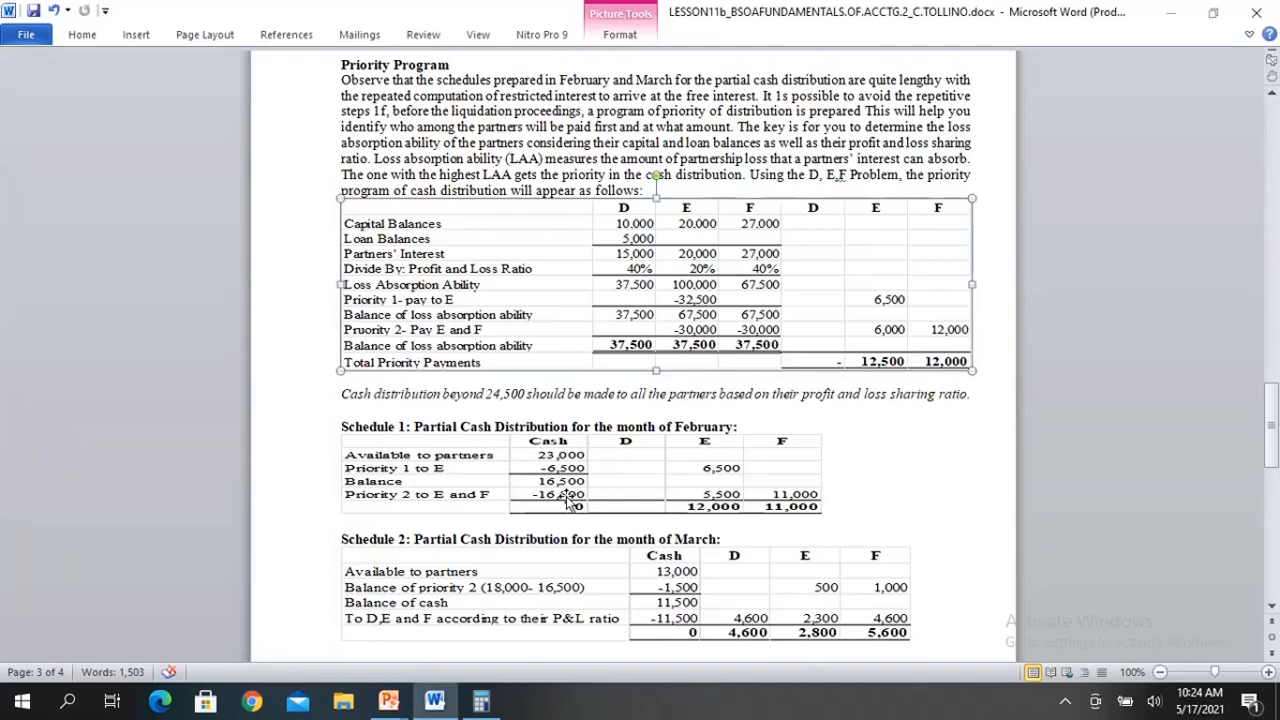 Picture Tools
LESSON11b_BSOAFUNDAMENTALS.OF.ACCTG.2_C.TOLLINO.docx - Microsoft Word (Prod...
File Home Insert Page Layout References Mailings Review View Nitro Pro 9 Format
Priority Program
Observe that the schedules prepared in February and March for the partial cash distribution are quite lengthy with
the repeated computation of restricted interest to arrive at the free interest. It 1s possible to avoid the repetitive
steps 1f, before the liquidation proceedings, a program of priority of distribution is prepared This will help you
identify who among the partners will be paid first and at what amount. The key is for you to determine the loss
absorption ability of the partners considering their capital and loan balances as well as their profit and loss sharing
ratio. Loss absorption ability (LAA) measures the amount of partnership loss that a partners’ interest can absorb.
The one with the highest LAA gets the priority in the cash distribution. Using the D, E,F Problem, the priority
program of cash distribution will appear as follows:
D E F D E F
Capital Balances 10.000 20,000 27,000
Loan Balances 5,000
Partners’ Interest 15,000 20,000 27,000
Divide By: Profit and Loss Ratio 40% 20% 40%
Loss Absorption Ability 37.500 100,000 67.500
Priority 1- pay to E -32,500 6,500
Balance of loss absorption ability 37,500 67,500 67,500
Pruority 2- Pay E and F -30,000 -30,000 6,000 12,000
Balance of loss absorption ability 37,500 37,500 37,500
Total Priority Payments - 12,500 12,000
Cash distribution beyond 24,500 should be made to all the partners based on their profit and loss sharing ratio.
Schedule 1: Partial Cash Distribution for the month of February:
Cash D E F
Available to partners 23,000
Priority 1 to E -6,500 6,500
Balance 16,500
Priority 2 to E and F 5,500 11,000
0 12,000 11,000
Schedule 2: Partial Cash Distribution for the month of March:
Cash D E F
Available to partners 13,000
Balance of priority 2 (18,000- 16,500) -1,500 500 1,000
Balance of cash 11,500
To D,E and F according to their P&L ratio -11,500 4,600 2,300 4,600
0 4,600 2,800 5,600
Activate Windows
Go to Settings to activate Windows.
Page: 3 of 4 Words: 1,503 100%
10:24 AM
5/17/2021